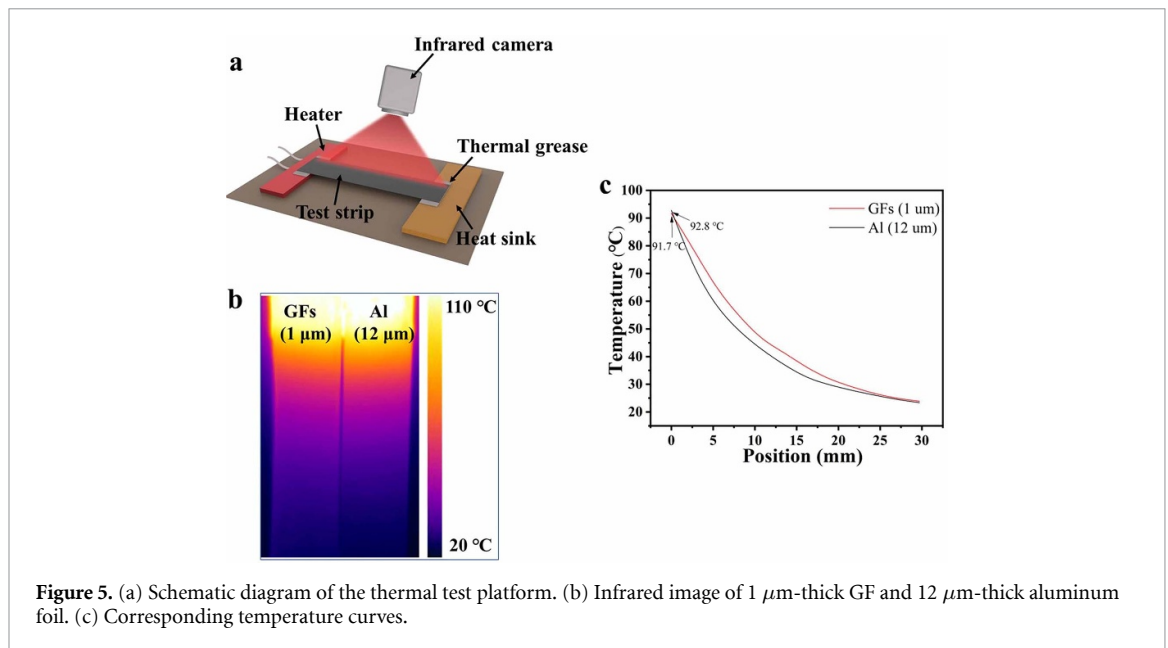 a
Infrared camera
Heater
Thermal grease
Test strip
Heat sink
b
GFs
(1 μm)
Al
(12 μm)
110 °C
20 °C
c
100
90
80
70
60
50
40
30
20
Temperature (°C)
GFs (1 um)
Al (12 um)
92.8 °C
91.7 °C
0 5 10 15 20 25 30
Position (mm)
Figure 5. (a) Schematic diagram of the thermal test platform. (b) Infrared image of 1 μm-thick GF and 12 μm-thick aluminum
foil. (c) Corresponding temperature curves.